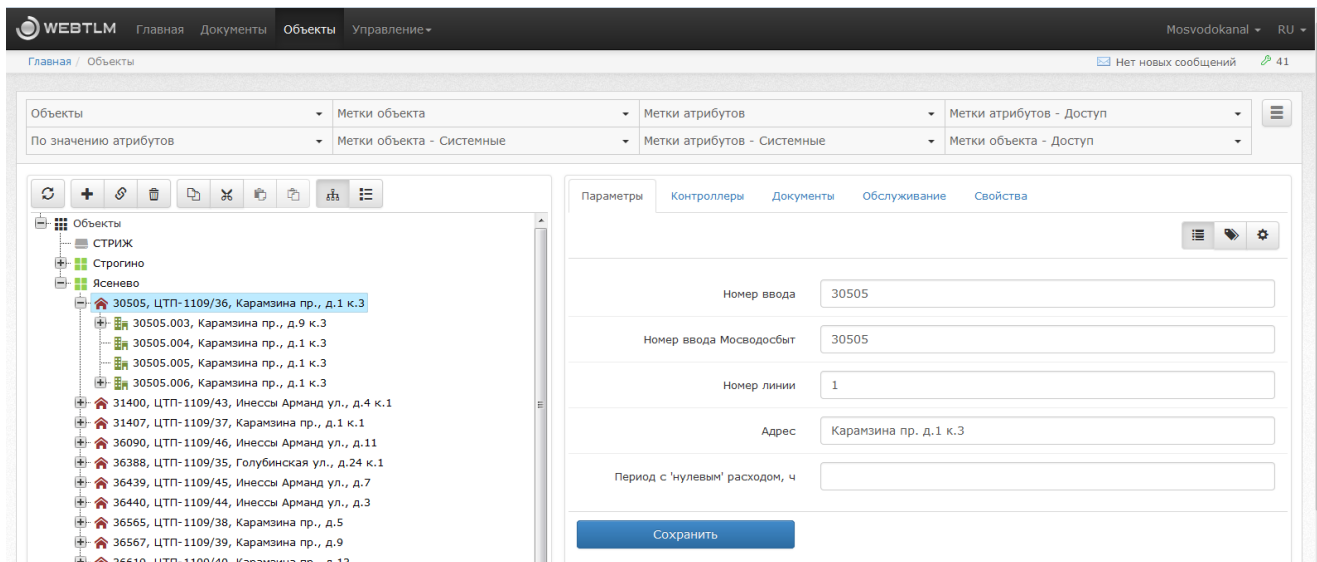 WEBTLM Главная Документы Объекты Управление Mosvodokanal RU
Главная / Объекты Нет новых сообщений 41
Объекты Метки объекта Метки атрибутов Метки атрибутов - Доступ
По значению атрибутов Метки объекта - Системные Метки атрибутов - Системные Метки объекта - Доступ
Параметры Контроллеры Документы Обслуживание Свойства
Объекты
СТРИЖ
Строгино
Ясенево
30505, ЦТП-1109/36, Карамзина пр., д.1 к.3
30505.003, Карамзина пр., д.9 к.3
30505.004, Карамзина пр., д.1 к.3
30505.005, Карамзина пр., д.1 к.3
30505.006, Карамзина пр., д.1 к.3
31400, ЦТП-1109/43, Инессы Арманд ул., д.4 к.1
31407, ЦТП-1109/37, Карамзина пр., д.1 к.1
36090, ЦТП-1109/46, Инессы Арманд ул., д.11
36388, ЦТП-1109/35, Голубинская ул., д.24 к.1
36439, ЦТП-1109/45, Инессы Арманд ул., д.7
36440, ЦТП-1109/44, Инессы Арманд ул., д.3
36565, ЦТП-1109/38, Карамзина пр., д.5
36567, ЦТП-1109/39, Карамзина пр., д.9
36610, ЦТП-1109/40, Карамзина пр., д.13
Номер ввода 30505
Номер ввода Мосводосбыт 30505
Номер линии 1
Адрес Карамзина пр. д.1 к.3
Период с 'нулевым' расходом, ч
Сохранить